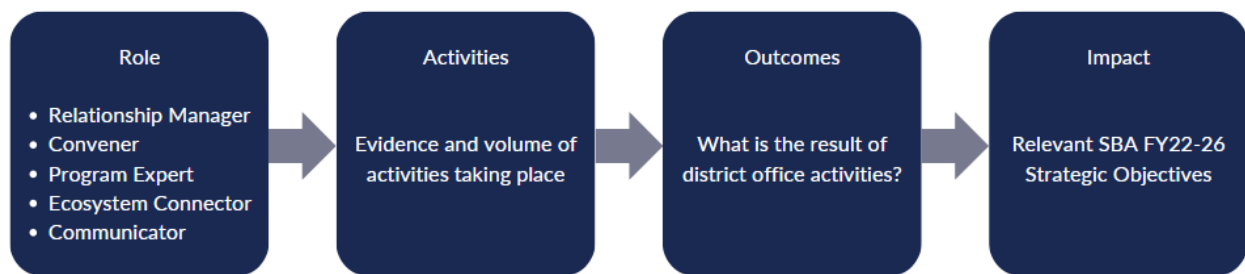 Role
• Relationship Manager
• Convener
• Program Expert
• Ecosystem Connector
• Communicator
Activities
Evidence and volume of
activities taking place
Outcomes
What is the result of
district office activities?
Impact
Relevant SBA FY22-26
Strategic Objectives